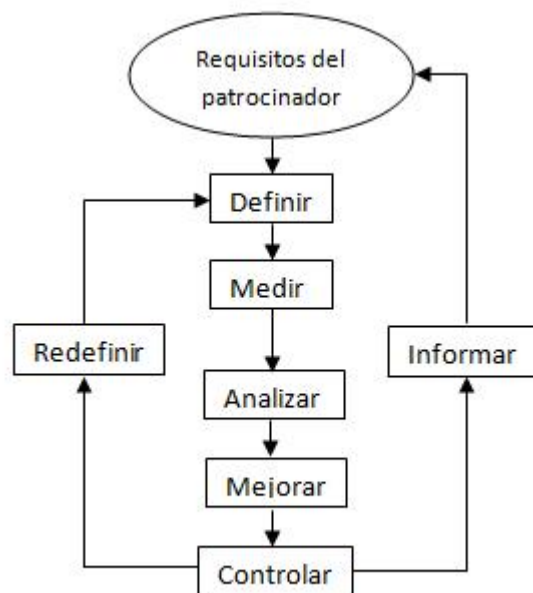 Requisitos del
patrocinador
Definir
Medir
Redefinir
Informar
Analizar
Mejorar
Controlar